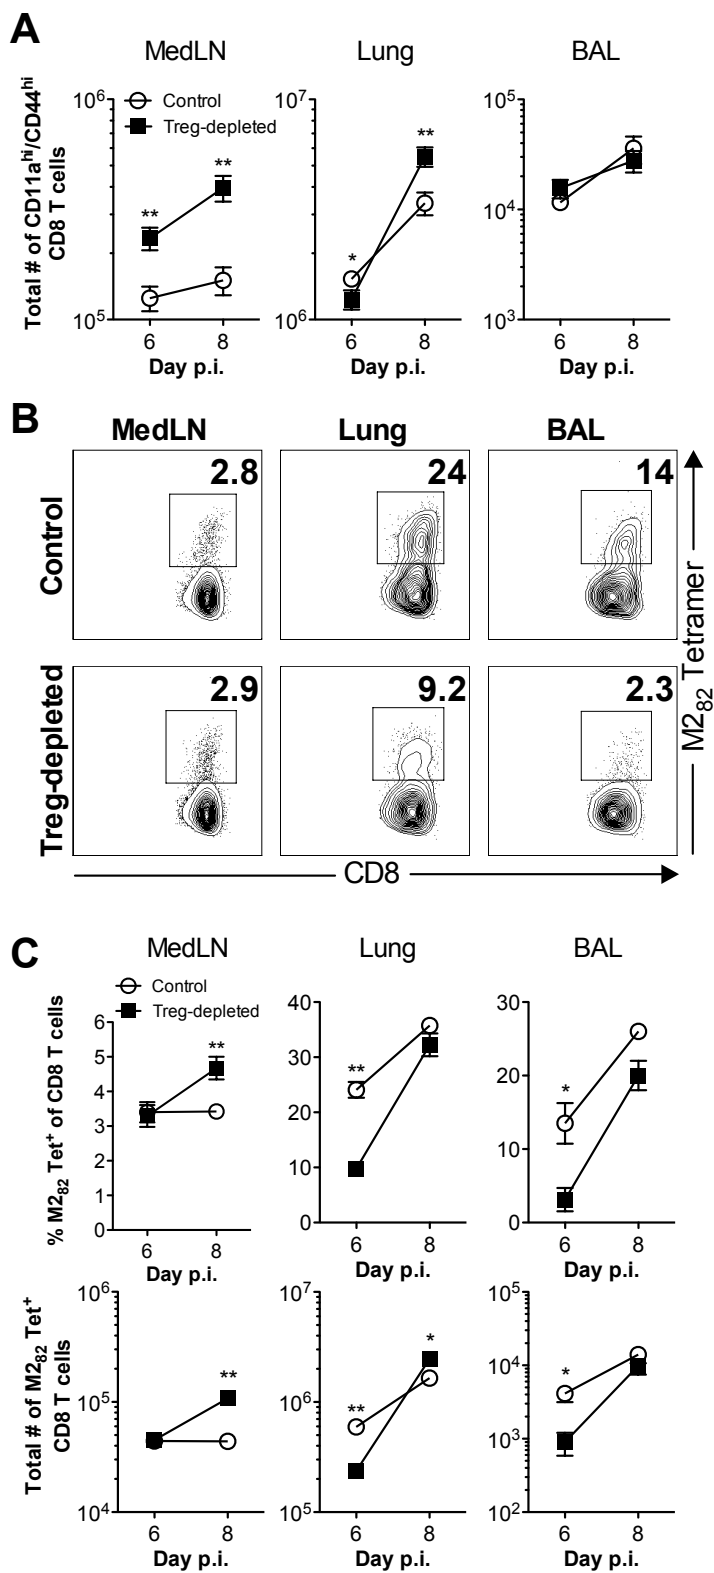 A
MedLN Lung BAL
Total # of CD11a^hi/CD44^hi
CD8 T cells
10^6
10^5
Control
Treg-depleted
**
**
6 8
Day p.i.
10^7
10^6
*
**
6 8
Day p.i.
10^5
10^4
10^3
6 8
Day p.i.
B
MedLN Lung BAL
Control
2.8 24 14
Treg-depleted
2.9 9.2 2.3
CD8
M2_82 Tetramer
C
MedLN Lung BAL
Control
Treg-depleted
% M2_82 Tet^+ of CD8 T cells
6
5
4
3
2
1
0
**
6 8
Day p.i.
40
30
20
10
0
**
6 8
Day p.i.
30
20
10
0
*
6 8
Day p.i.
Total # of M2_82 Tet^+
CD8 T cells
10^6
10^5
10^4
**
6 8
Day p.i.
10^7
10^6
10^5
**
*
6 8
Day p.i.
10^5
10^4
10^3
10^2
*
6 8
Day p.i.